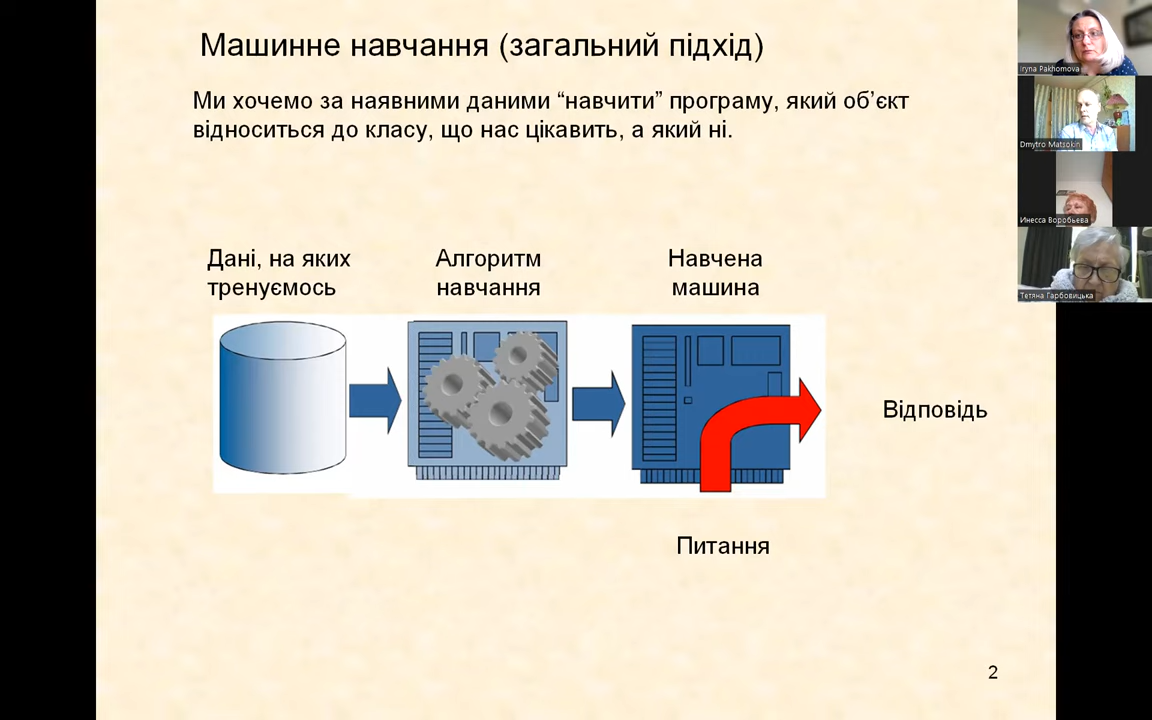 Машинне навчання (загальний підхід)
Ми хочемо за наявними даними “навчити” програму, який об’єкт
відноситься до класу, що нас цікавить, а який ні.
Дані, на яких
тренуємось
Алгоритм
навчання
Навчена
машина
Відповідь
Питання
2
Iryna Pakhomova
Dmytro Matsokin
Инесса Воробьева
Тетяна Гарбовицька